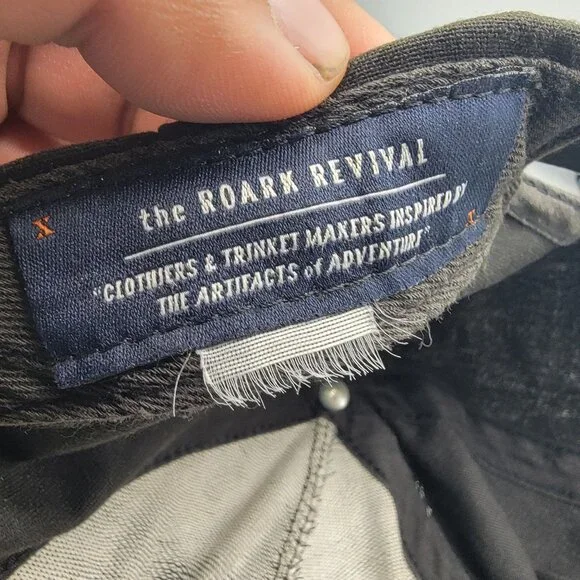 the ROARK REVIVAL
"CLOTHIERS & TRINKET MAKERS INSPIRED BY
THE ARTIFACTS of ADVENTURE"
X
X